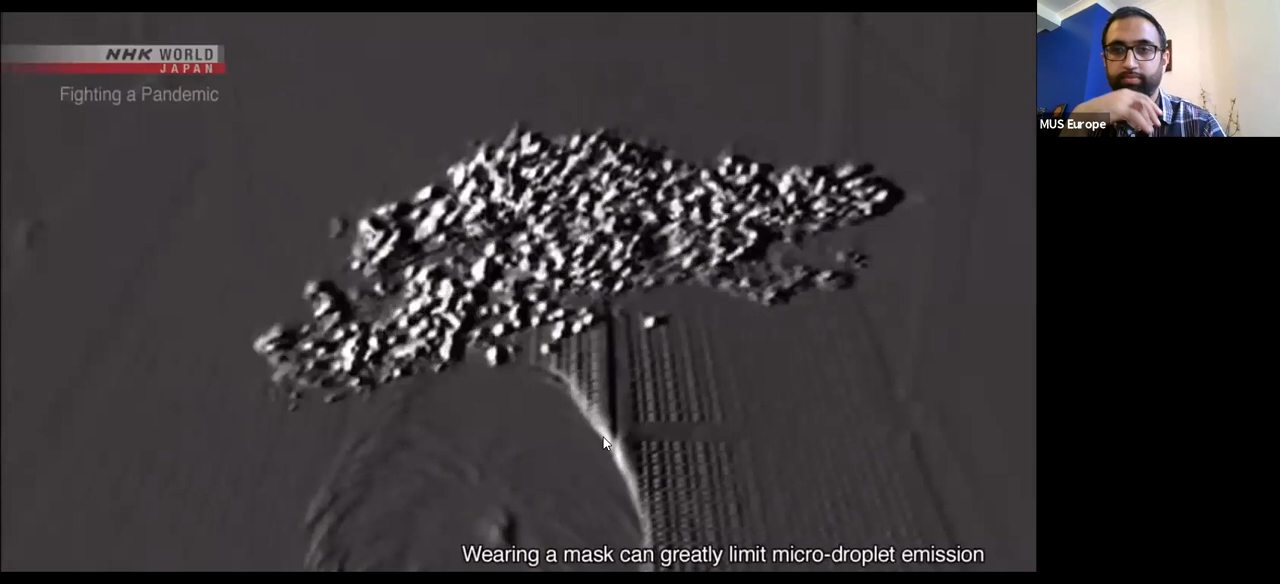 NHK WORLD
JAPAN
Fighting a Pandemic
MUS Europe
Wearing a mask can greatly limit micro-droplet emission